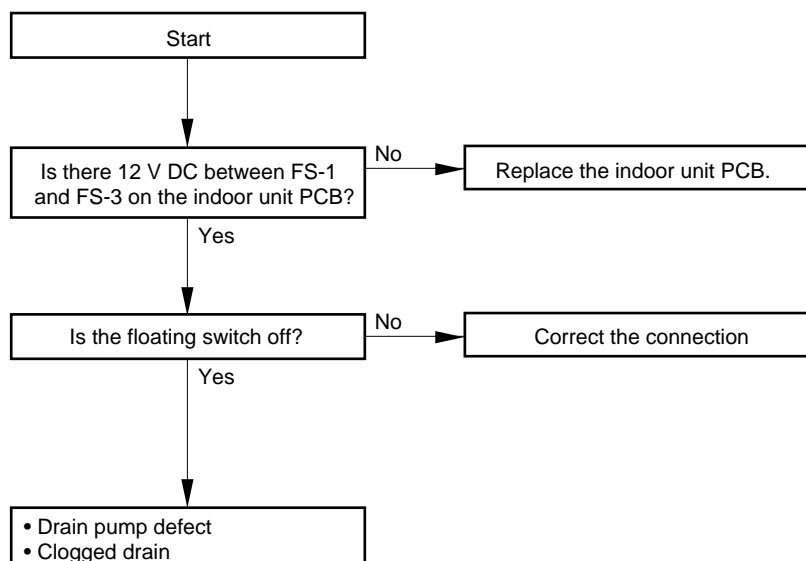 Start
Is there 12 V DC between FS-1
and FS-3 on the indoor unit PCB?
No
Replace the indoor unit PCB.
Yes
Is the floating switch off?
No
Correct the connection
Yes
• Drain pump defect
• Clogged drain